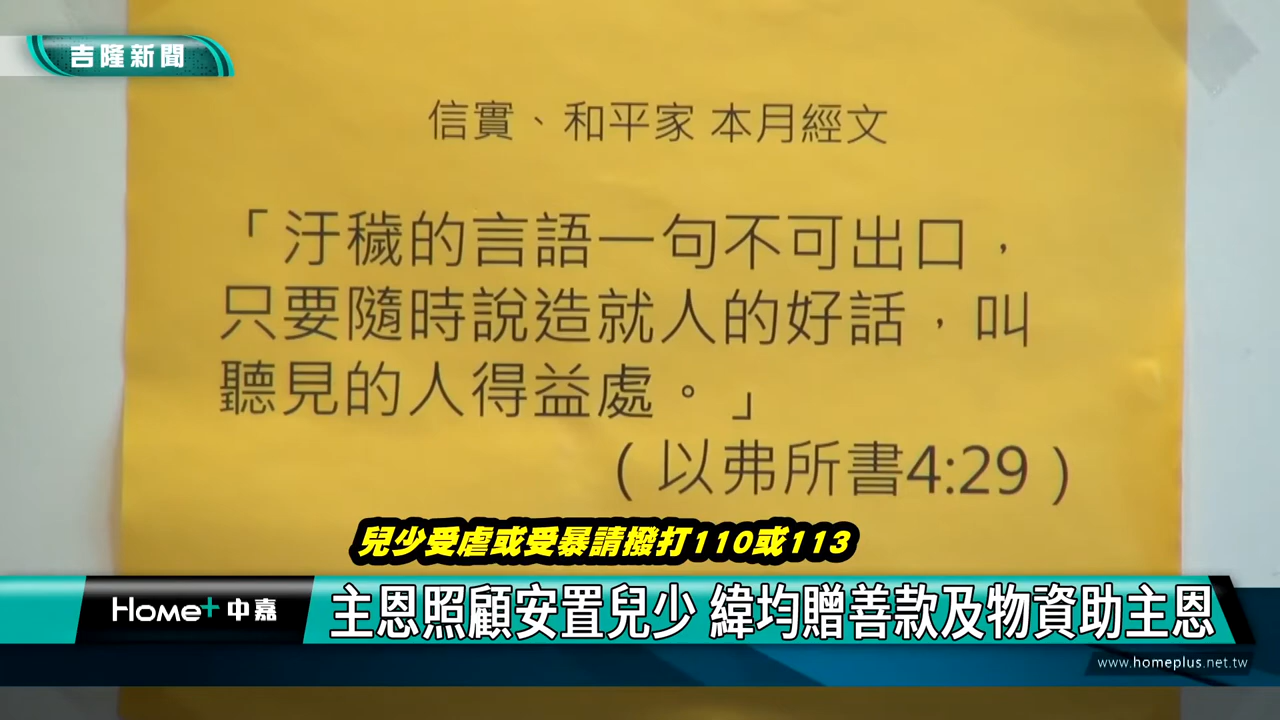 吉隆新聞
信實、和平家 本月經文
「汙穢的言語一句不可出口，
只要隨時說造就人的好話，叫
聽見的人得益處。」
（以弗所書4:29）
兒少受虐或受暴請撥打110或113
Home+中嘉
主恩照顧安置兒少 緯均贈善款及物資助主恩
www.homeplus.net.tw